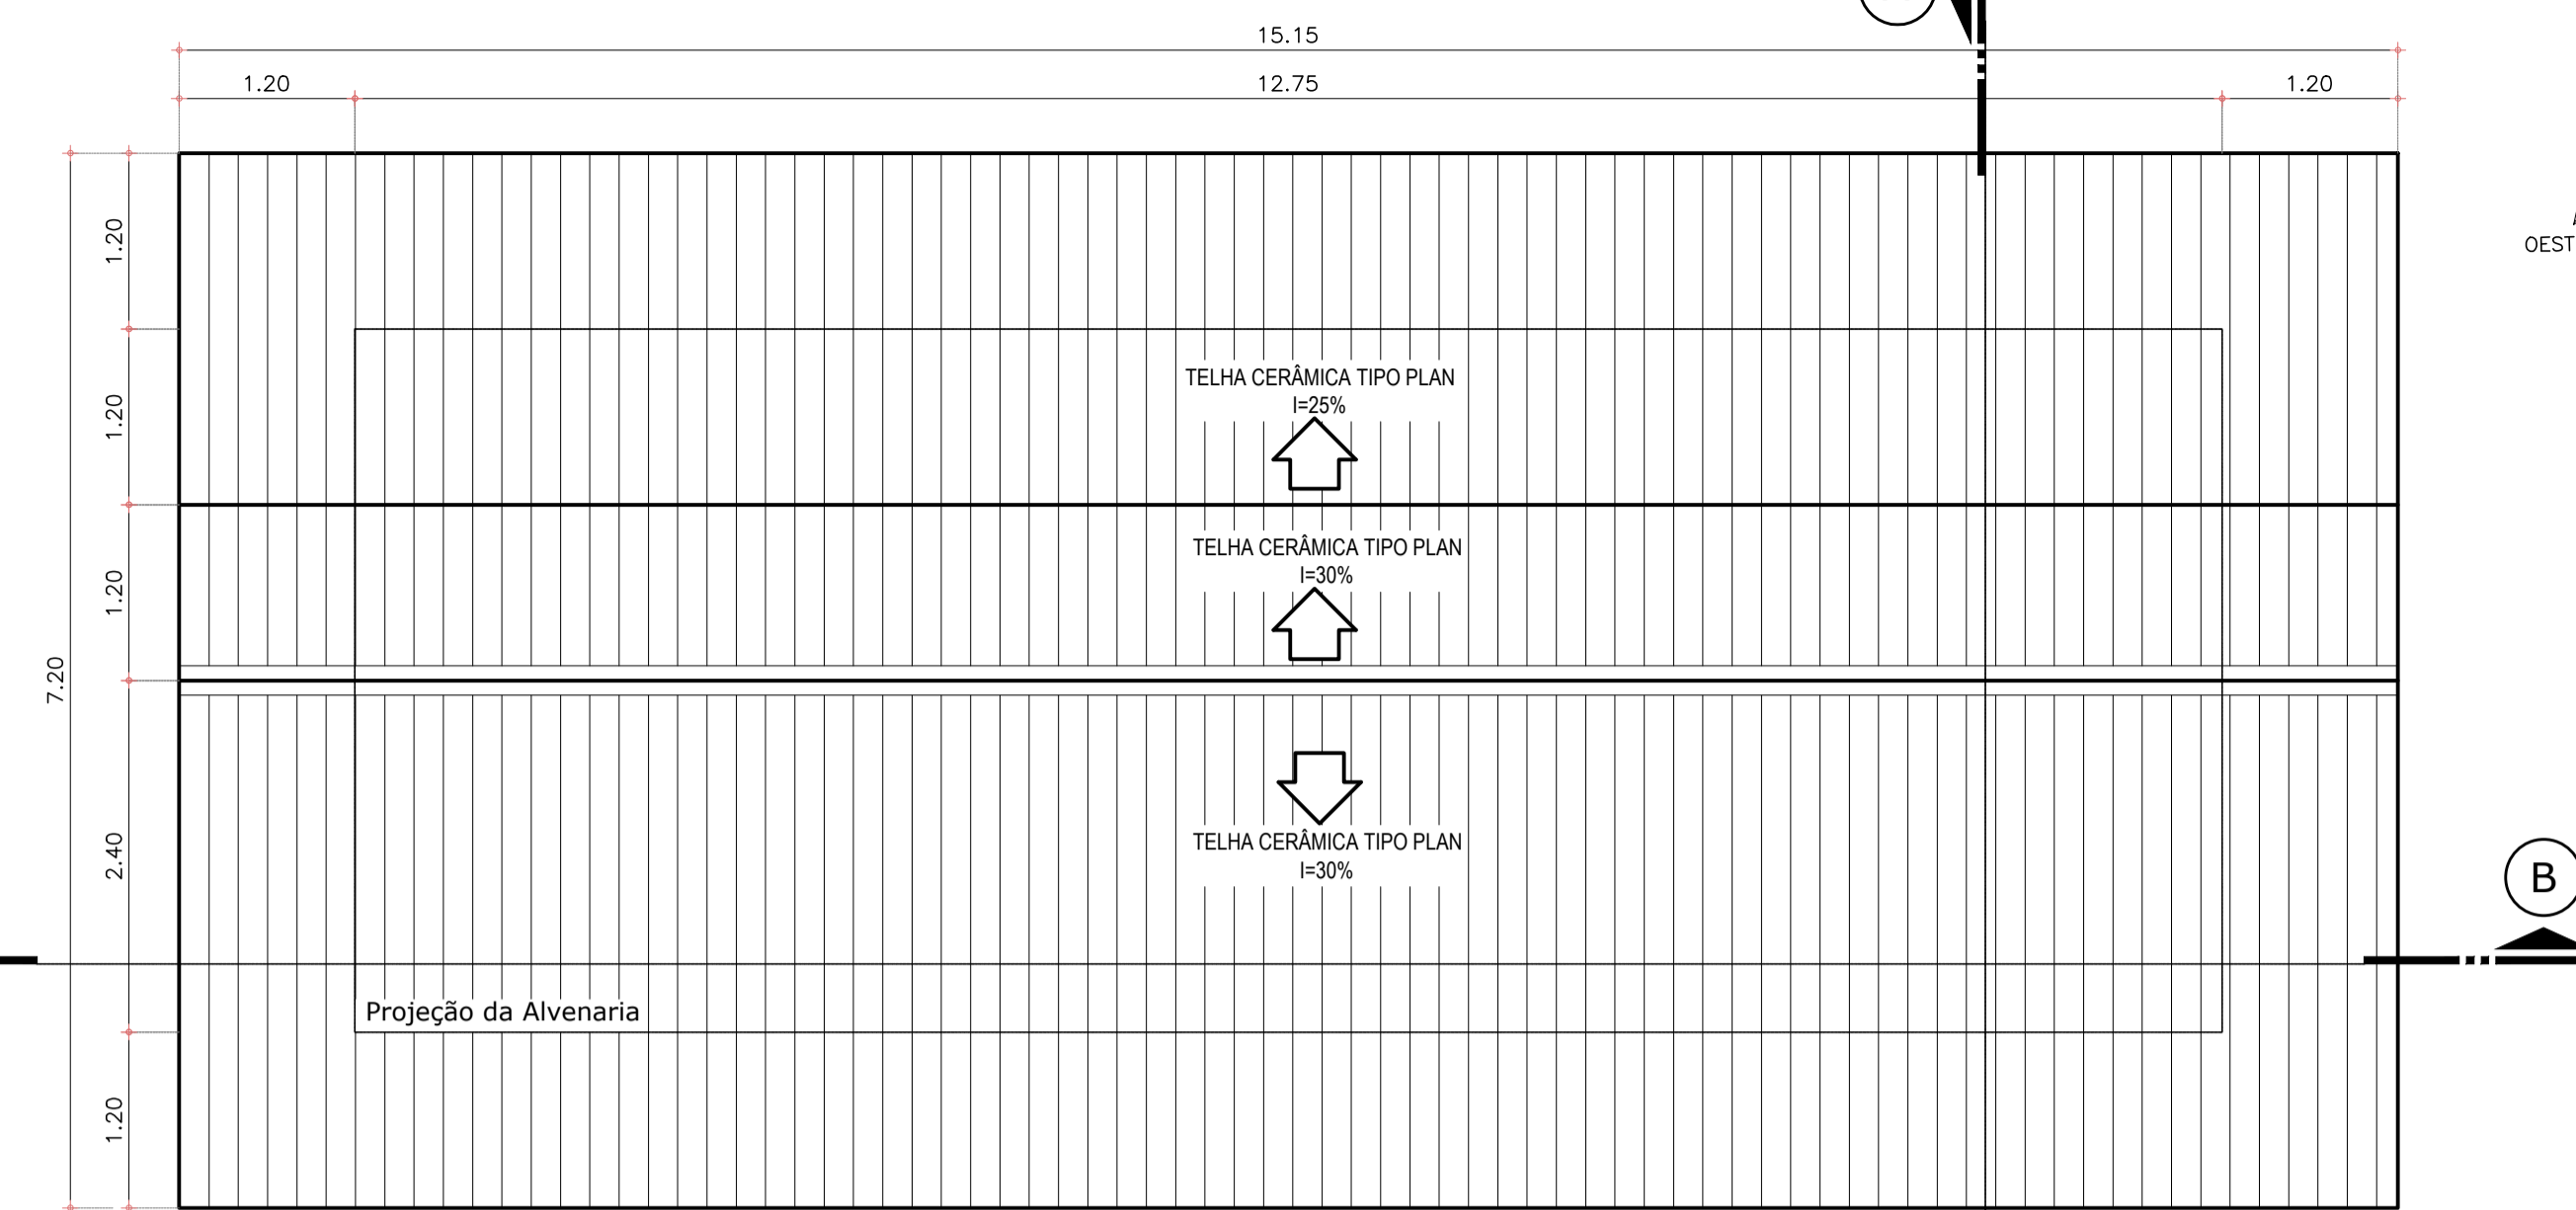 15.15
1.20
12.75
1.20
1.20
OEST
TELHA CERÂMICA TIPO PLAN
I=25%
1.20
TELHA CERÂMICA TIPO PLAN
I=30%
1.20
7.20
TELHA CERÂMICA TIPO PLAN
I=30%
2.40
B
Projeção da Alvenaria
1.20